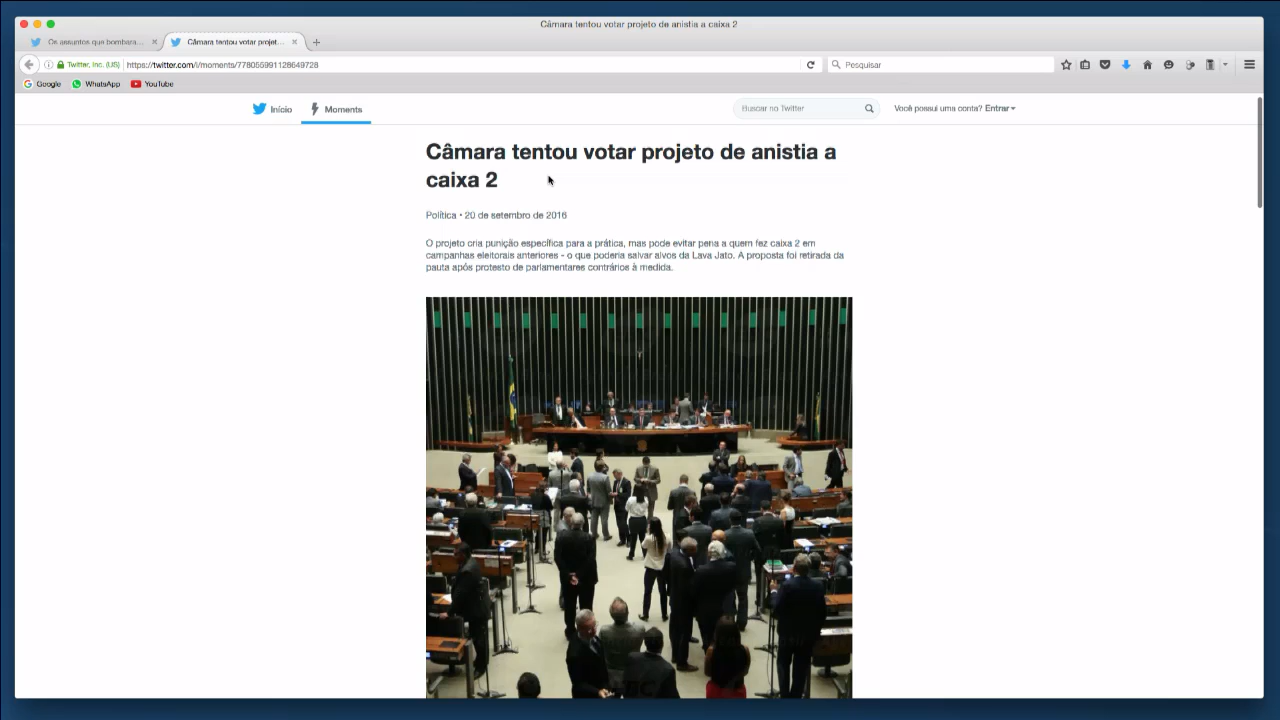 Câmara tentou votar projeto de anistia a caixa 2
Os assuntos que bombara...
Câmara tentou votar projet...
Twitter, Inc. (US)
https://twitter.com/i/moments/778055991128649728
Pesquisar
Google
WhatsApp
YouTube
Início
Moments
Buscar no Twitter
Você possui uma conta? Entrar
Câmara tentou votar projeto de anistia a
caixa 2
Política • 20 de setembro de 2016
O projeto cria punição específica para a prática, mas pode evitar pena a quem fez caixa 2 em
campanhas eleitorais anteriores - o que poderia salvar alvos da Lava Jato. A proposta foi retirada da
pauta após protesto de parlamentares contrários à medida.